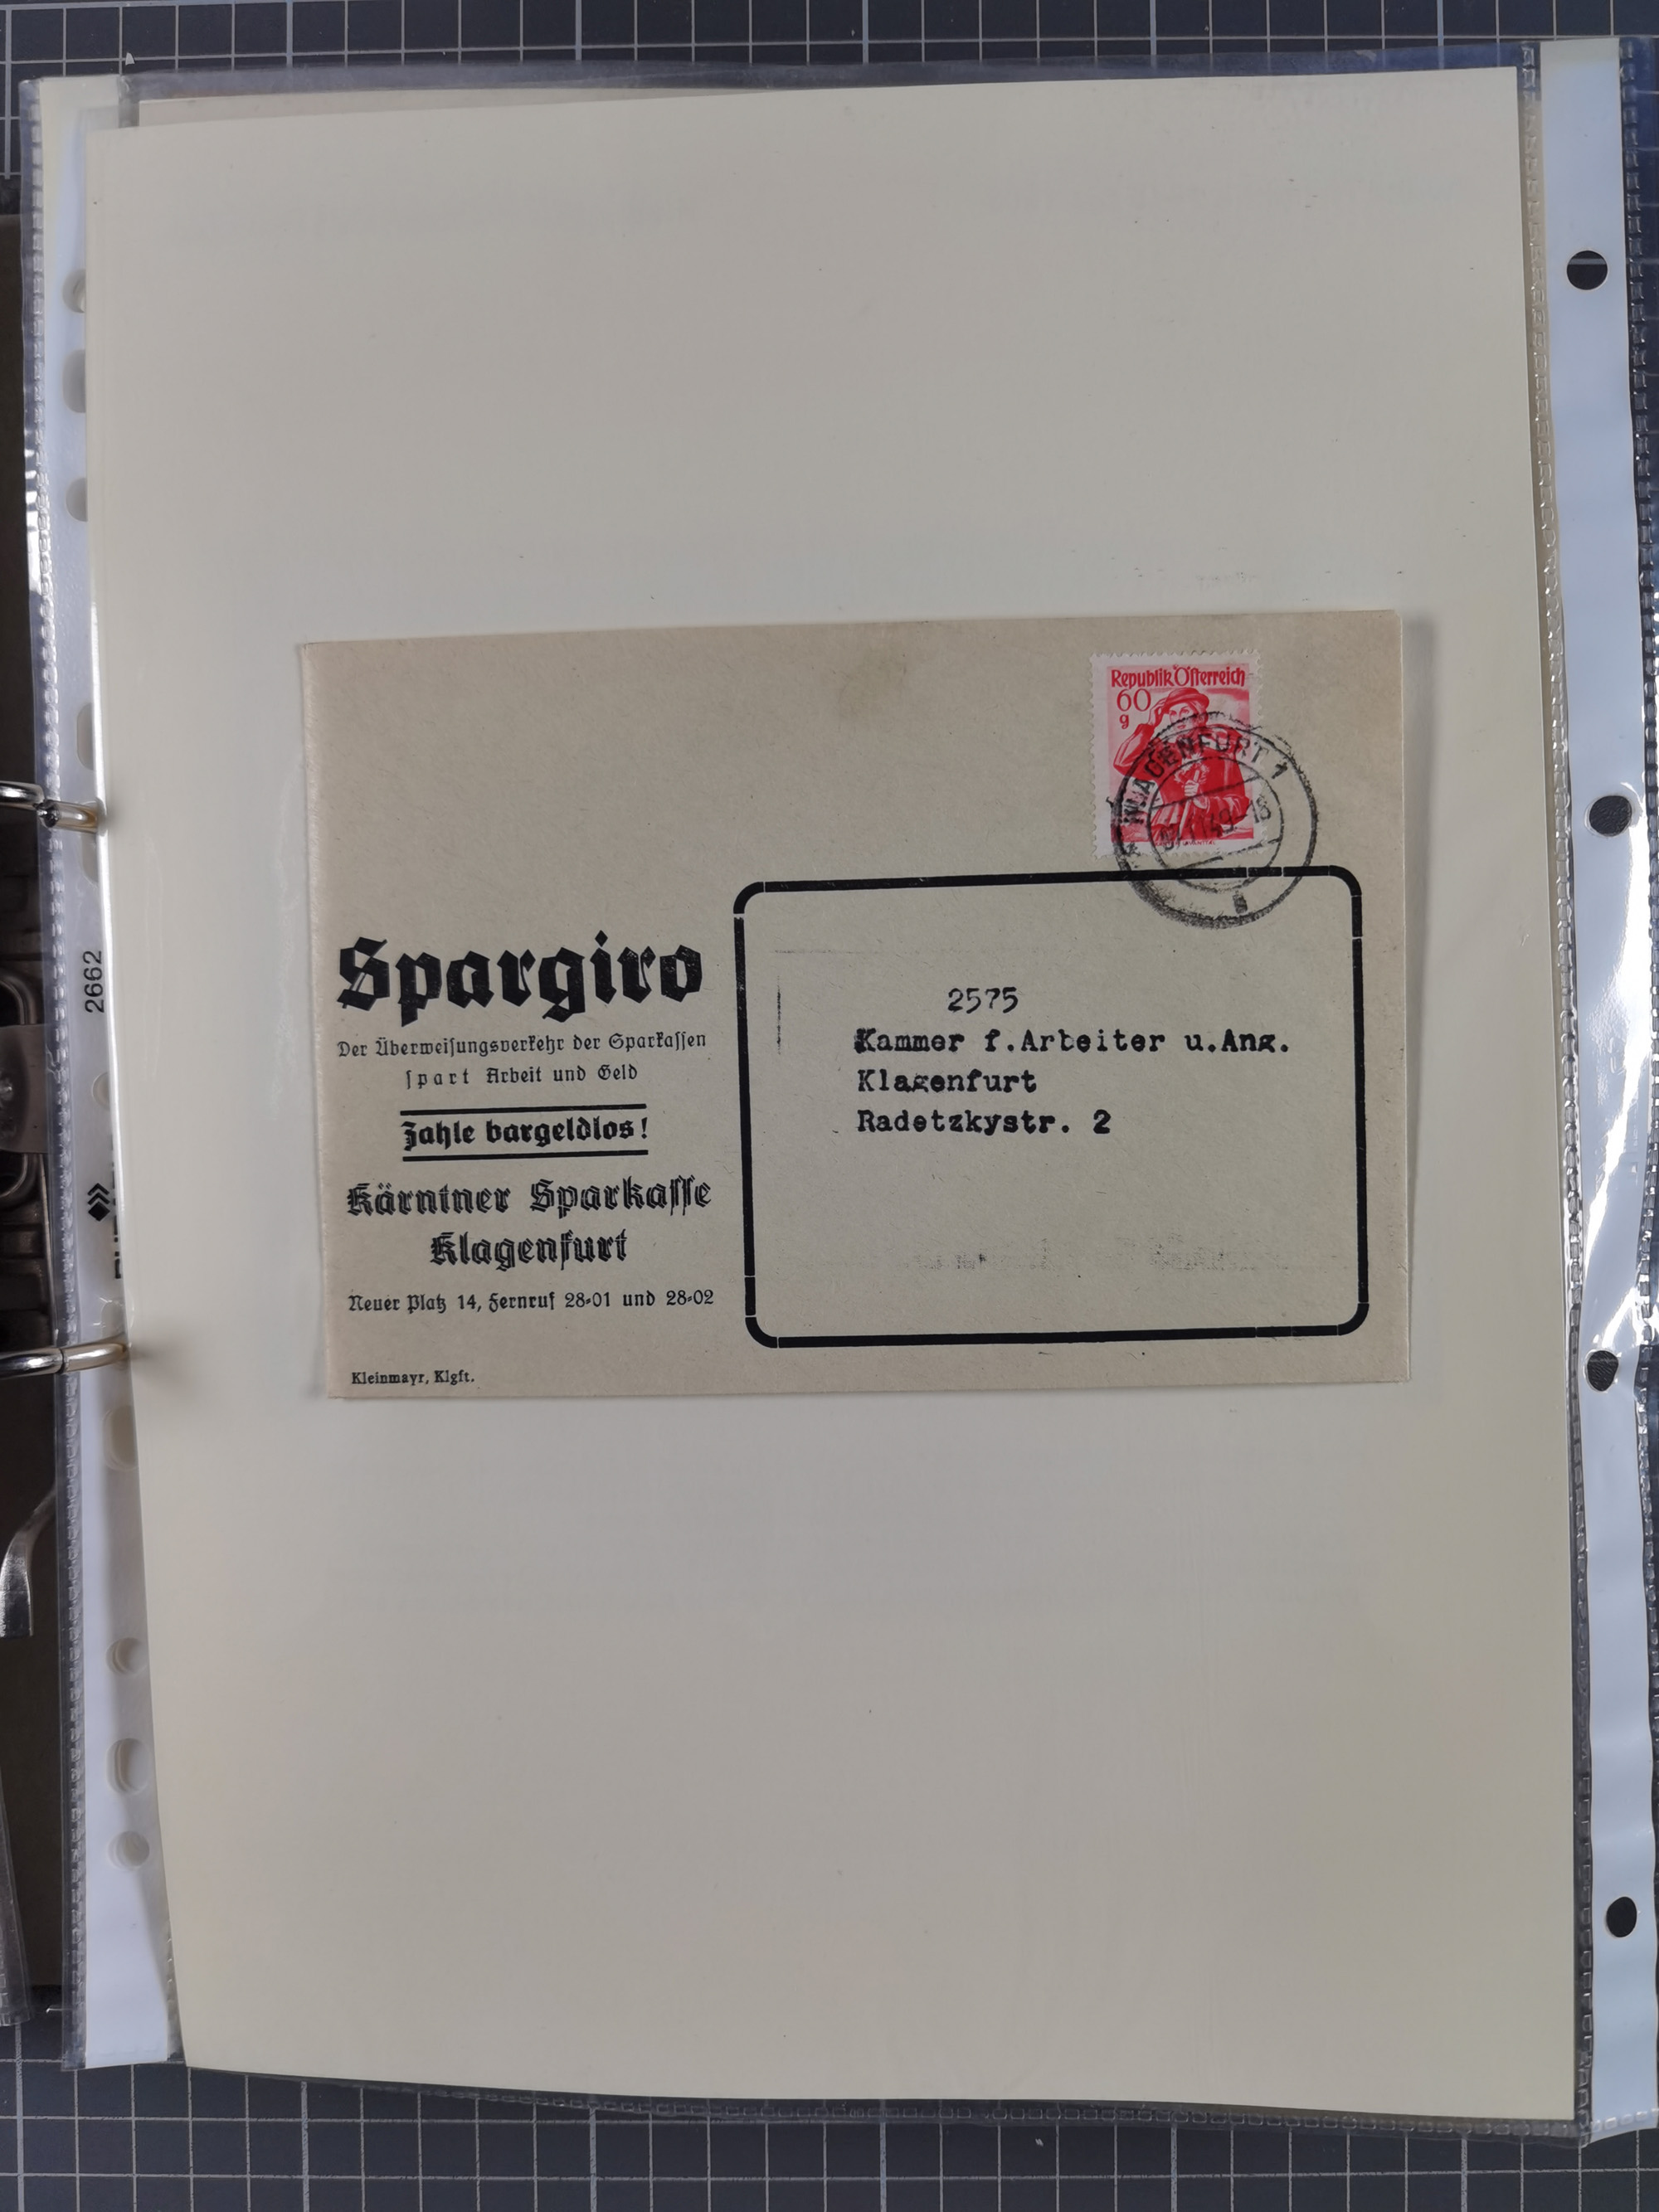 Republik Österreich
60
g
KLAGENFURT 1
Spargiro
Der Überweisungsverkehr der Sparkassen
spart Arbeit und Geld
Zahle bargeldlos!
Kärntner Sparkasse
Klagenfurt
Neuer Platz 14, Fernruf 28-01 und 28-02
Kleinmayr, Klgft.
2575
Kammer f.Arbeiter u.Ang.
Klagenfurt
Radetzkystr. 2
2662